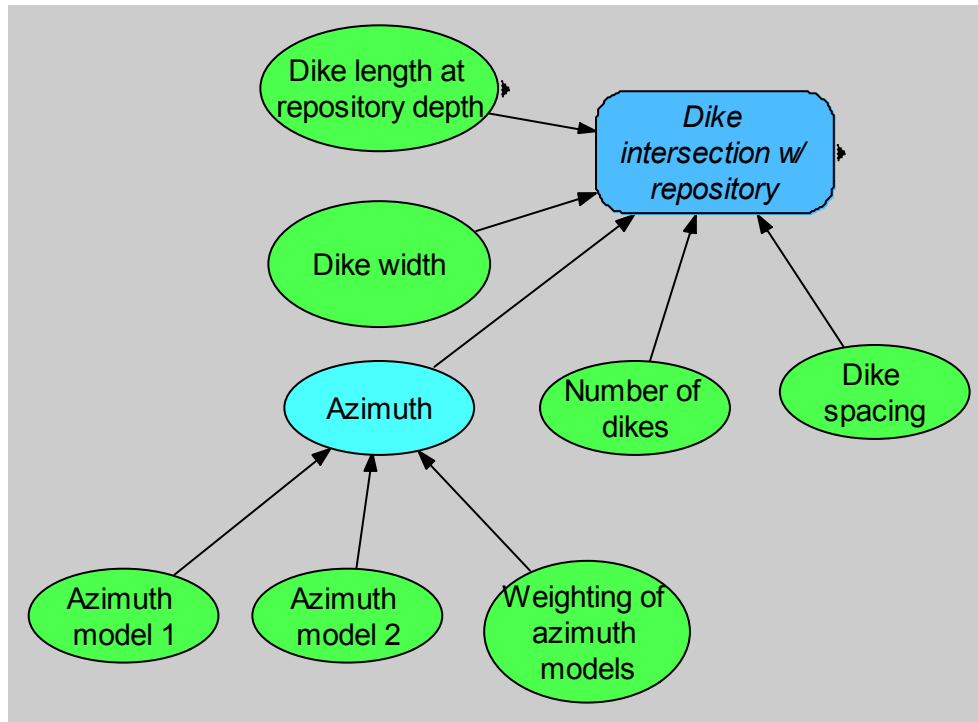 Dike length at
repository depth
Dike
intersection w/
repository
Dike width
Azimuth
Number of
dikes
Dike
spacing
Azimuth
model 1
Azimuth
model 2
Weighting of
azimuth
models